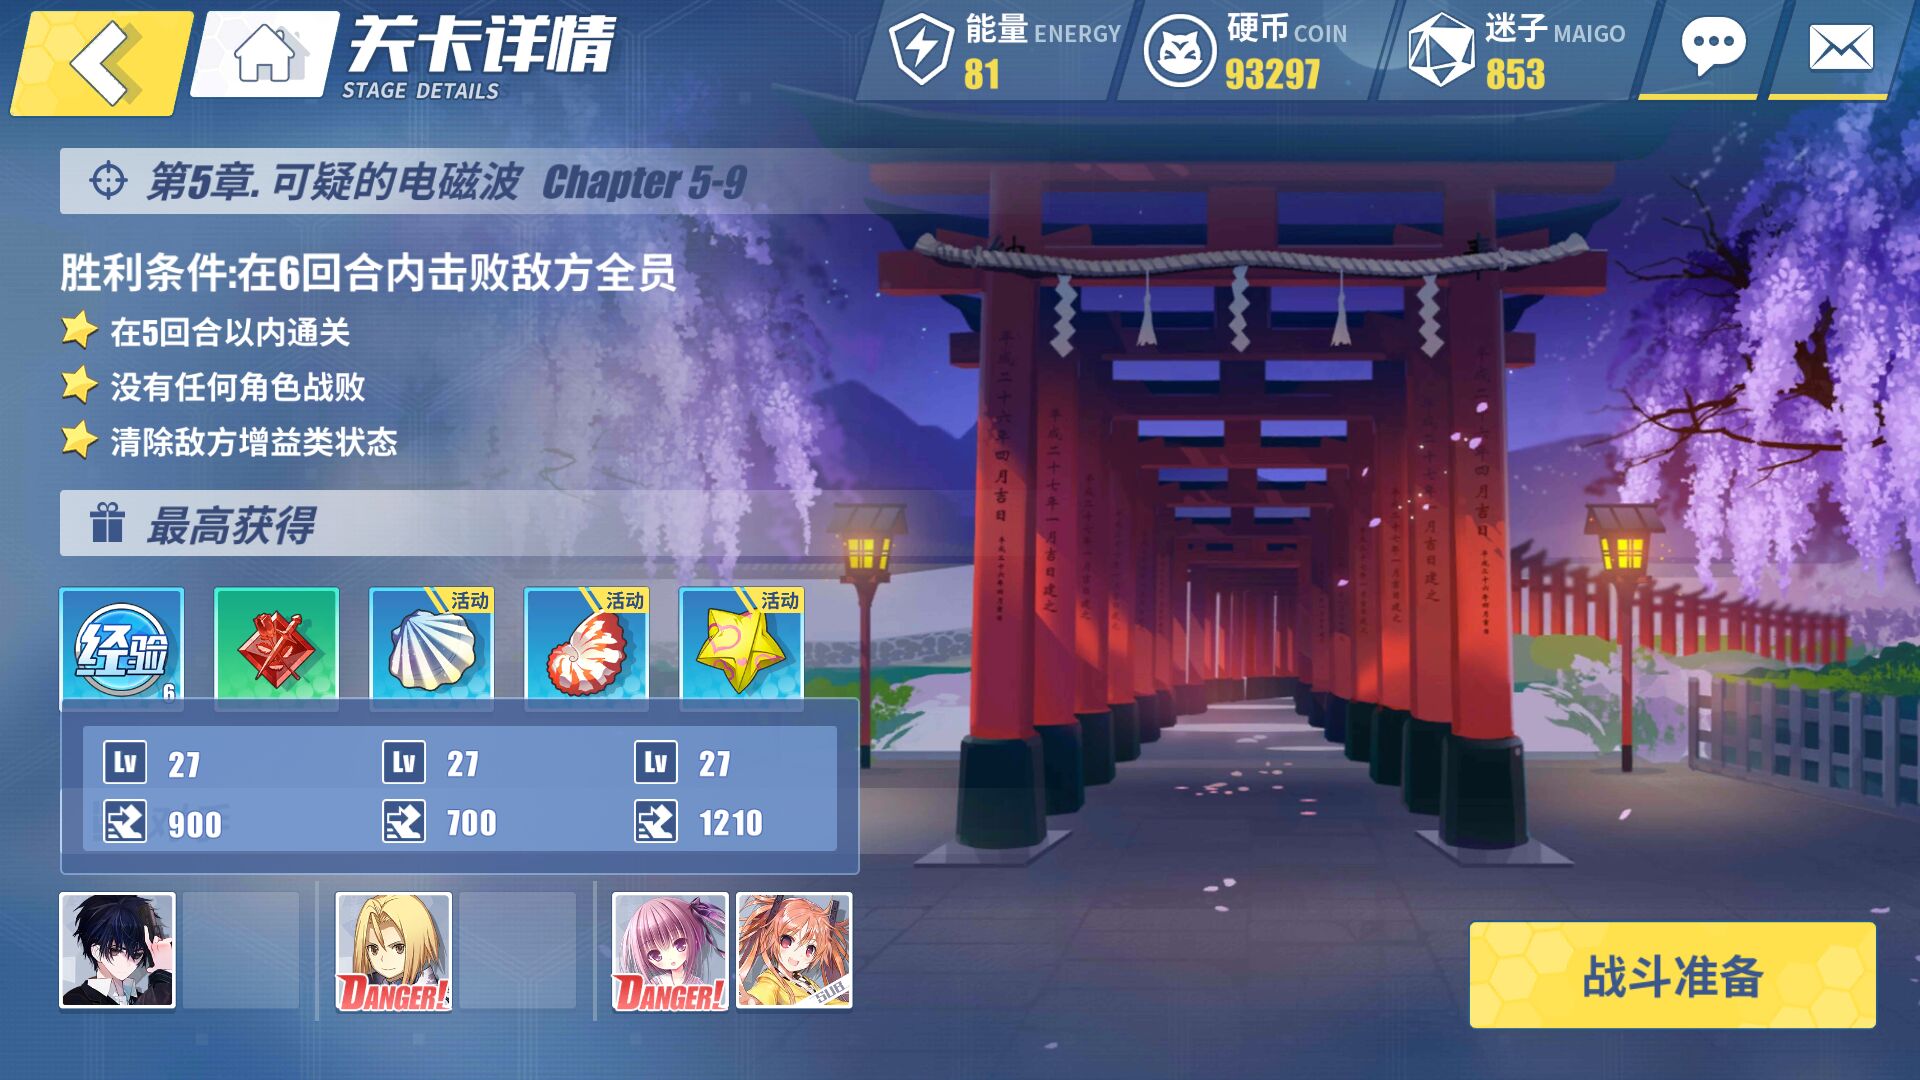 关卡详情
STAGE DETAILS
能量 ENERGY
81
硬币 COIN
93297
迷子 MAIGO
853
第5章. 可疑的电磁波 Chapter 5-9
胜利条件:在6回合内击败敌方全员
在5回合以内通关
没有任何角色战败
清除敌方增益类状态
最高获得
经验
6
活动
活动
活动
Lv 27
Lv 27
Lv 27
900
700
1210
DANGER!
DANGER!
SUB
战斗准备